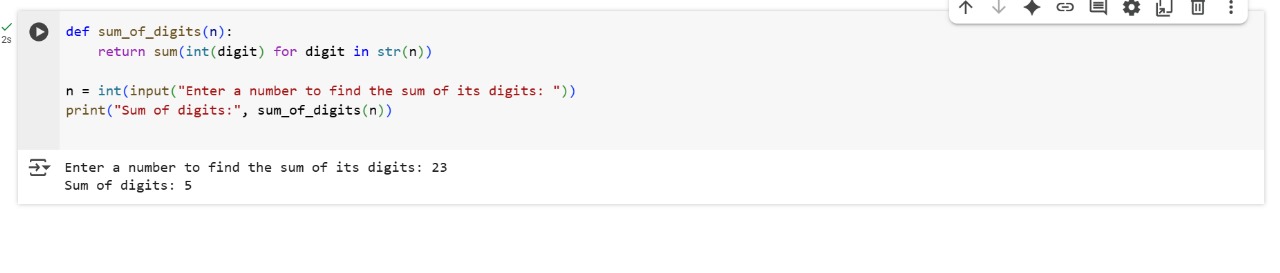 2s
def sum_of_digits(n):
    return sum(int(digit) for digit in str(n))
n = int(input("Enter a number to find the sum of its digits: "))
print("Sum of digits:", sum_of_digits(n))
Enter a number to find the sum of its digits: 23
Sum of digits: 5